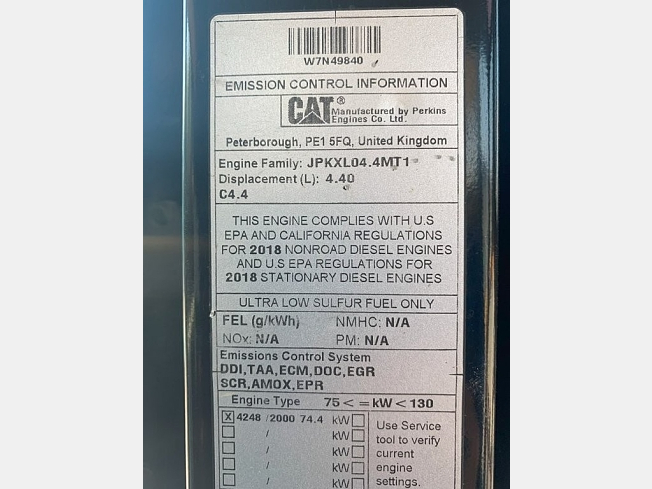 W7N49840
EMISSION CONTROL INFORMATION
CAT® Manufactured by Perkins
Engines Co. Ltd.
Peterborough, PE1 5FQ, United Kingdom
Engine Family: JPKXL04.4MT1
Displacement (L): 4.40
C4.4
THIS ENGINE COMPLIES WITH U.S
EPA AND CALIFORNIA REGULATIONS
FOR 2018 NONROAD DIESEL ENGINES
AND U.S EPA REGULATIONS FOR
2018 STATIONARY DIESEL ENGINES
ULTRA LOW SULFUR FUEL ONLY
FEL (g/kWh) NMHC: N/A
NOx: N/A PM: N/A
Emissions Control System
DDI,TAA,ECM,DOC,EGR
SCR,AMOX,EPR
Engine Type 75 < = kW < 130
X 4248 / 2000 74.4 kW
/ kW
/ kW
/ kW
/ kW
Use Service
tool to verify
current
engine
settings.